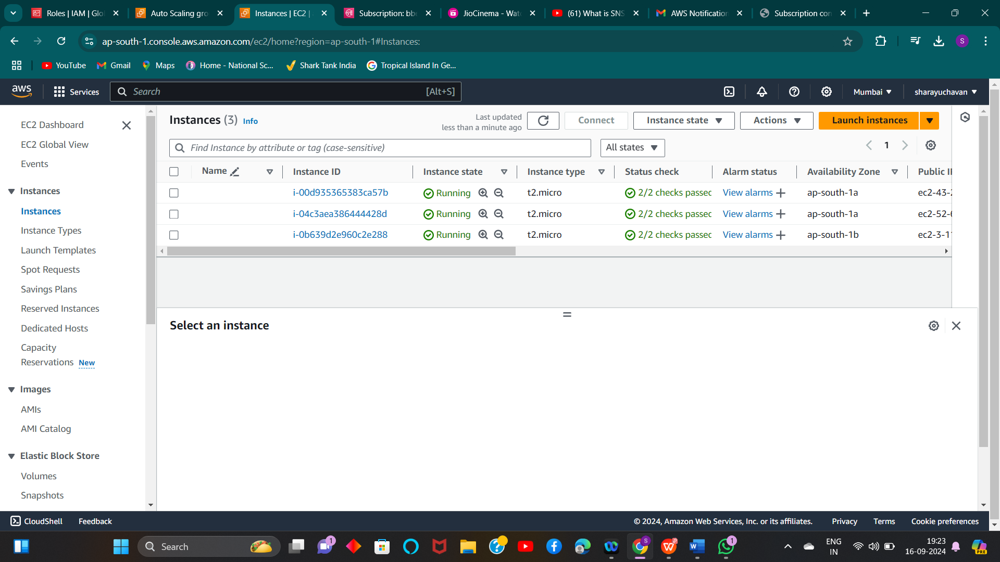 Roles | IAM | Glo
Auto Scaling gro
Instances | EC2 |
Subscription: bb
JioCinema - Wat
(61) What is SNS
AWS Notification
Subscription con
ap-south-1.console.aws.amazon.com/ec2/home?region=ap-south-1#Instances:
S
YouTube
Gmail
Maps
Home - National Sc...
Shark Tank India
Tropical Island In Ge...
aws
Services
Search
[Alt+S]
Mumbai
sharayuchavan
EC2 Dashboard
EC2 Global View
Events
Instances
Instances
Instance Types
Launch Templates
Spot Requests
Savings Plans
Reserved Instances
Dedicated Hosts
Capacity
Reservations New
Images
AMIs
AMI Catalog
Elastic Block Store
Volumes
Snapshots
Instances (3) Info
Last updated
less than a minute ago
Connect
Instance state
Actions
Launch instances
Find Instance by attribute or tag (case-sensitive)
All states
1
Name Instance ID Instance state Instance type Status check Alarm status Availability Zone Public I
i-00d935365383ca57b Running t2.micro 2/2 checks passed View alarms ap-south-1a ec2-43-2
i-04c3aea386444428d Running t2.micro 2/2 checks passed View alarms ap-south-1a ec2-52-6
i-0b639d2e960c2e288 Running t2.micro 2/2 checks passed View alarms ap-south-1b ec2-3-11
Select an instance
CloudShell
Feedback
© 2024, Amazon Web Services, Inc. or its affiliates.
Privacy
Terms
Cookie preferences
Search
1
S
1
ENG
IN
19:23
16-09-2024
PRE